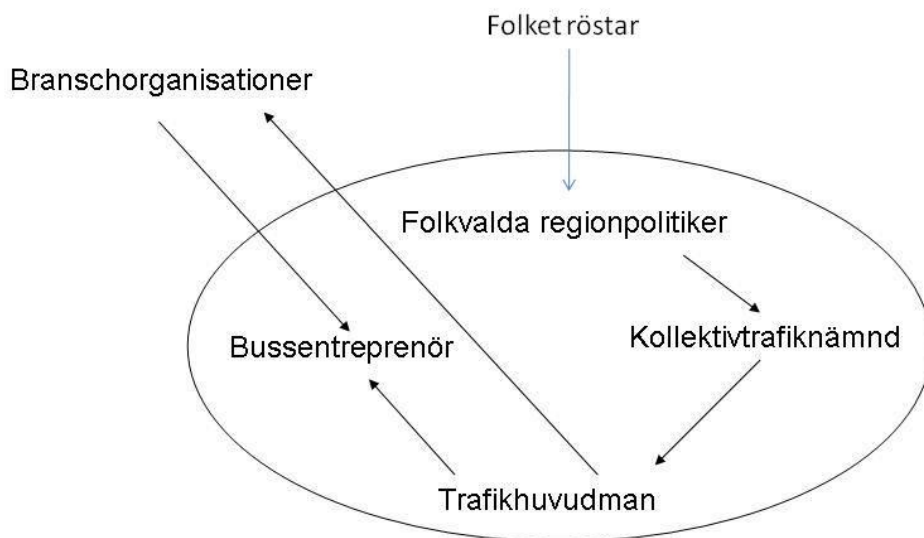 Folket röstar
Branschorganisationer
Folkvalda regionpolitiker
Bussentreprenör
Kollektivtrafiknämnd
Trafikhuvudman